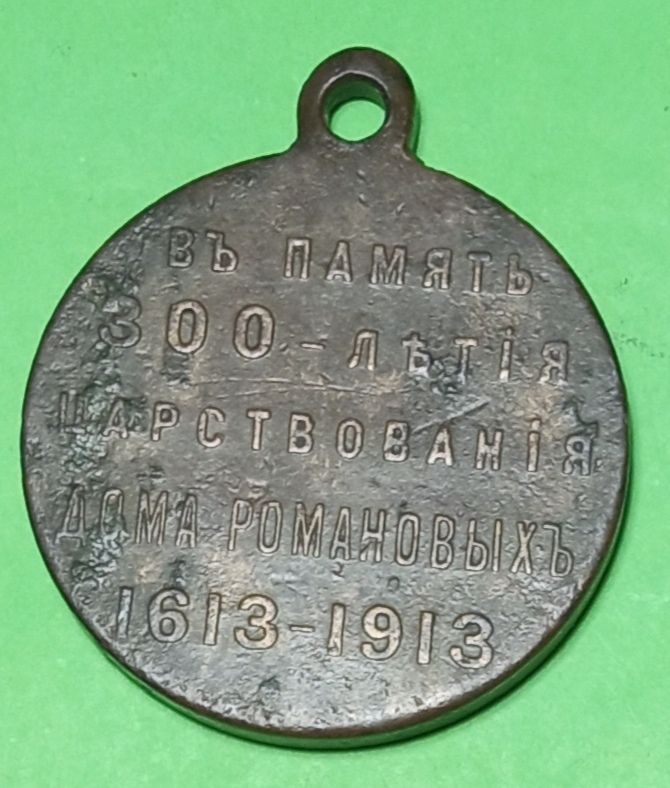 ВЪ ПАМЯТЬ
300-ЛѢТІЯ
ЦАРСТВОВАНІЯ
ДОМА РОМАНОВЫХЪ
1613-1913